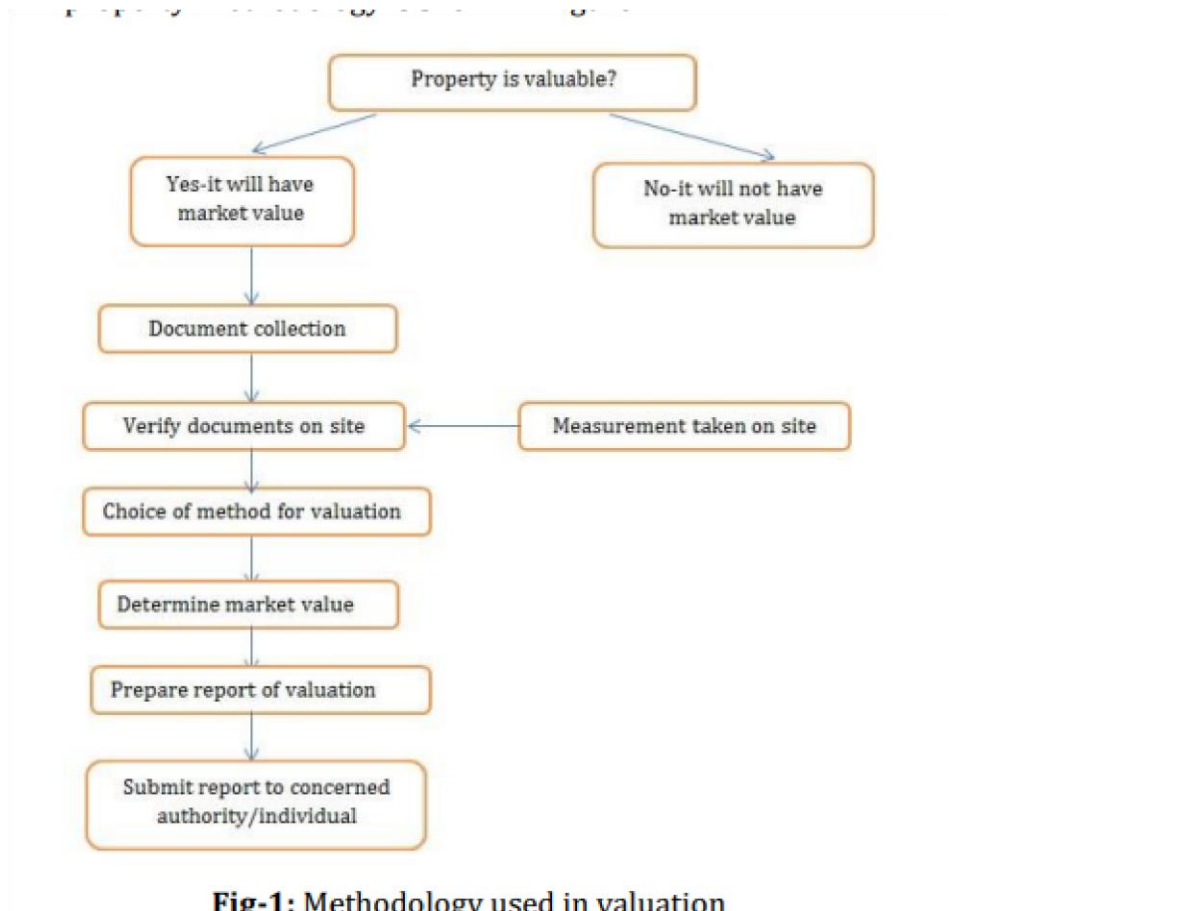 Property is valuable?
Yes-it will have
market value
No-it will not have
market value
Document collection
Verify documents on site
Measurement taken on site
Choice of method for valuation
Determine market value
Prepare report of valuation
Submit report to concerned
authority/individual
Fig-1: Methodology used in valuation